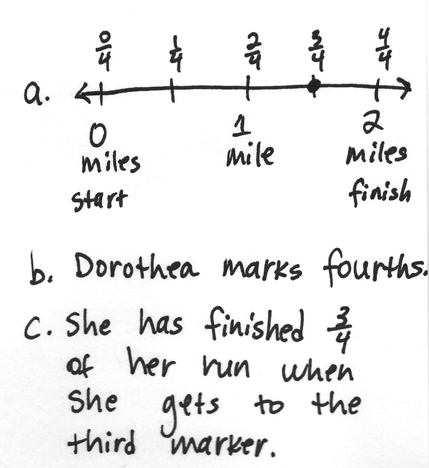 0/4 1/4 2/4 3/4 4/4
a.
0 1 2
miles mile miles
start finish
b. Dorothea marks fourths.
c. She has finished 3/4
of her run when
she gets to the
third marker.